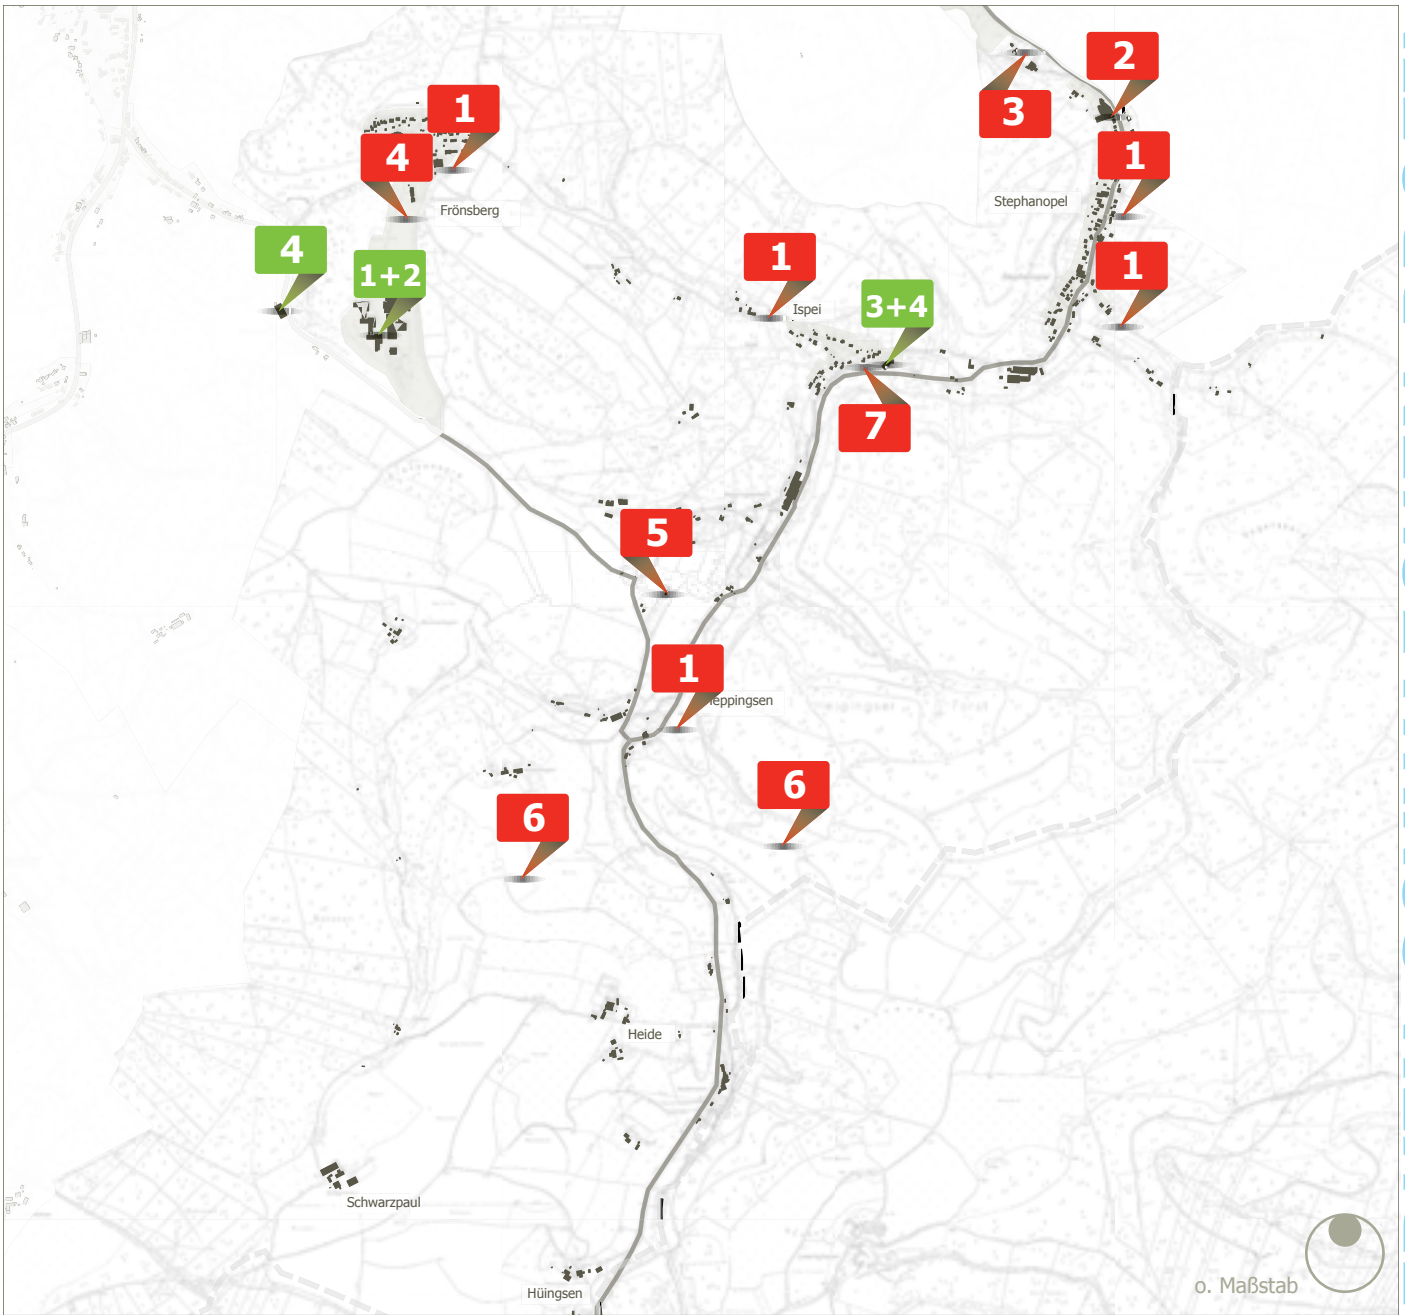 2
3
1
1
4
Stephanopel
Frönsberg
4
1+2
1
1
Ispei
3+4
7
5
1
eppingsen
6
6
Heide
Schwarzpaul
Hüingsen
o. Maßstab